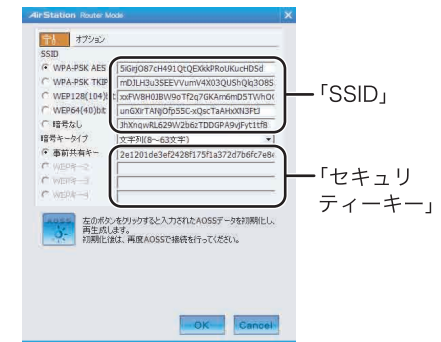 AirStation Router Mode
オプション
SSID
WPA-PSK AES 5iGrjO87cH491QtQEXkkPRoUKucHDSd
WPA-PSK TKIP mDJLH3u3SEEVVumV4X03QUShQlq3O8S
WEP128(104)bit xxFW8H0JBW9oTf2q7GKAm6mD5TWhO
WEP64(40)bit unGXrTANjOfp55C-xQscTaAHxXN3FtJ
暗号なし JhXnqwRL629W2b6zTDDGPA9vjFyt1tf8
暗号キータイプ 文字列(8～63文字)
事前共有キー 2e1201de3ef2428f175f1a372d7b6fc7e8
WEPキー2
WEPキー3
WEPキー4
AOSS
左のボタンをクリックすると入力されたAOSSデータを初期化し、
再生成します。
初期化後は、再度AOSSで接続を行ってください。
OK Cancel
「SSID」
「セキュリ
ティーキー」